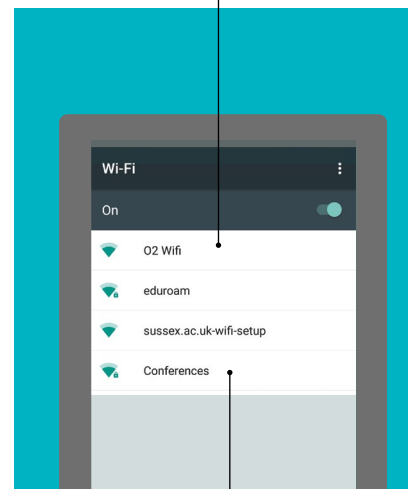 Wi-Fi
On
O2 Wifi
eduroam
sussex.ac.uk-wifi-setup
Conferences